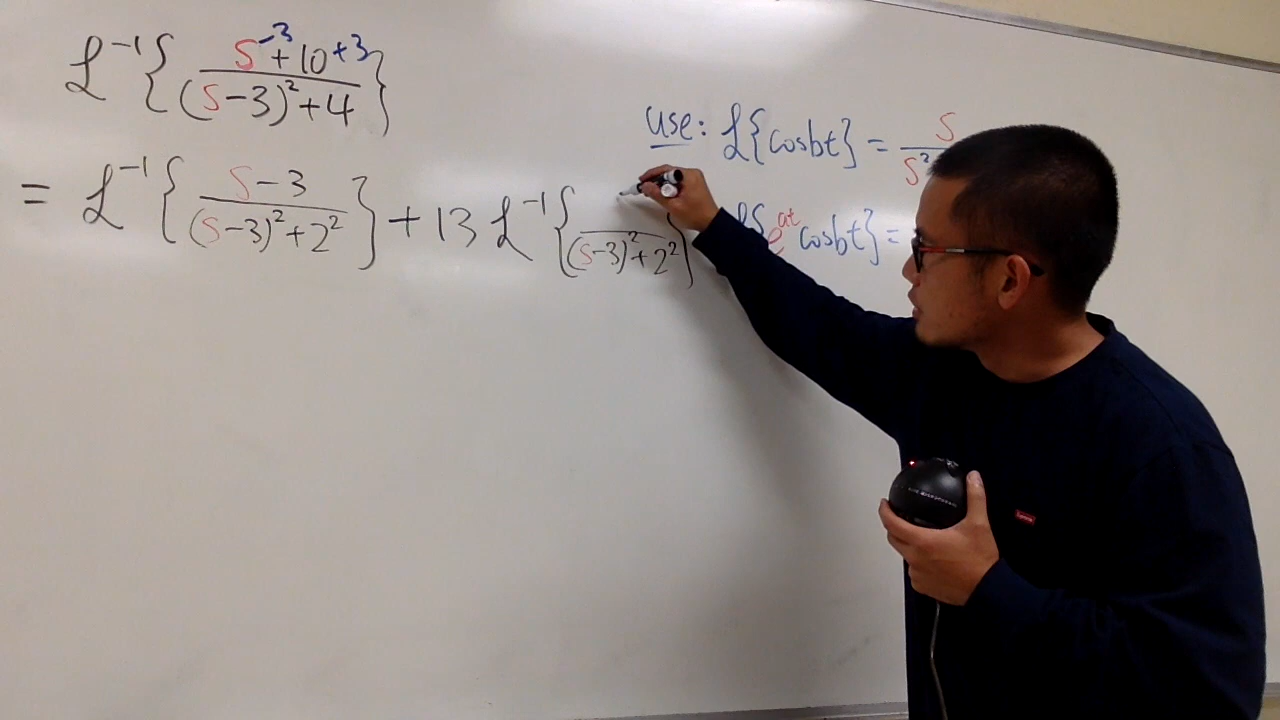 ℒ⁻¹{ (s⁻³ + 10⁺³) / ((s-3)² + 4) }
= ℒ⁻¹{ (s-3) / ((s-3)² + 2²) } + 13 ℒ⁻¹{ / ((s-3)² + 2²) }
use: ℒ{cosbt} = s / s²
ℒ{e^{at} cosbt} =
Supreme